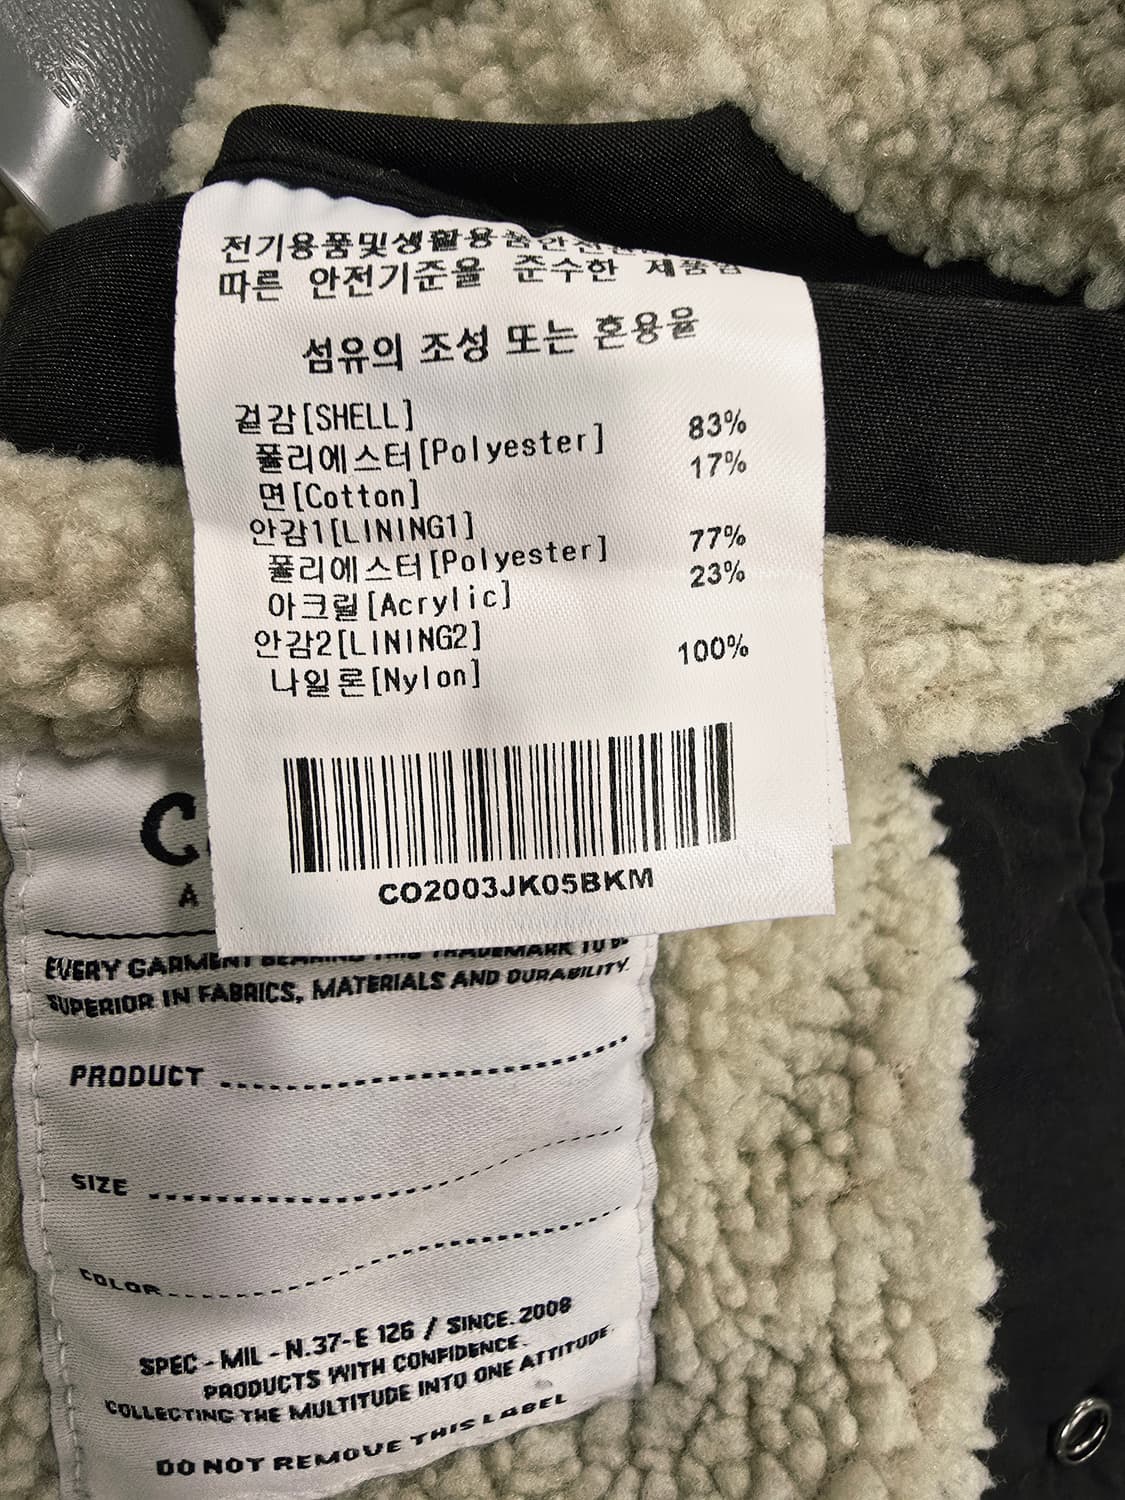 전기용품및생활용품안전
따른 안전기준을 준수한 제품임
섬유의 조성 또는 혼용율
겉감[SHELL]
폴리에스터[Polyester] 83%
면[Cotton] 17%
안감1[LINING1]
폴리에스터[Polyester] 77%
아크릴[Acrylic] 23%
안감2[LINING2]
나일론[Nylon] 100%
CO2003JK05BKM
C
A
EVERY GARMENT BEARING THIS TRADEMARK TO BE
SUPERIOR IN FABRICS, MATERIALS AND DURABILITY.
PRODUCT
SIZE
COLOR
SPEC - MIL - N.37-E 126 / SINCE. 2008
PRODUCTS WITH CONFIDENCE.
COLLECTING THE MULTITUDE INTO ONE ATTITUDE.
DO NOT REMOVE THIS LABEL